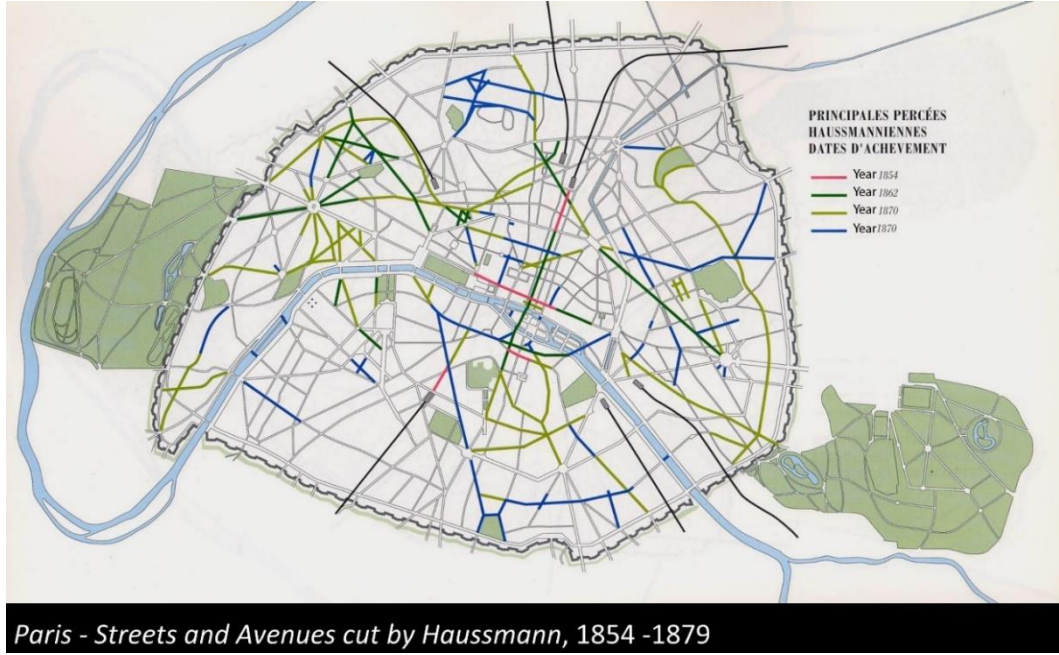 PRINCIPALES PERCÉES
HAUSSMANNIENNES
DATES D'ACHEVEMENT
Year 1854
Year 1862
Year 1870
Year 1870
Paris - Streets and Avenues cut by Haussmann, 1854 -1879